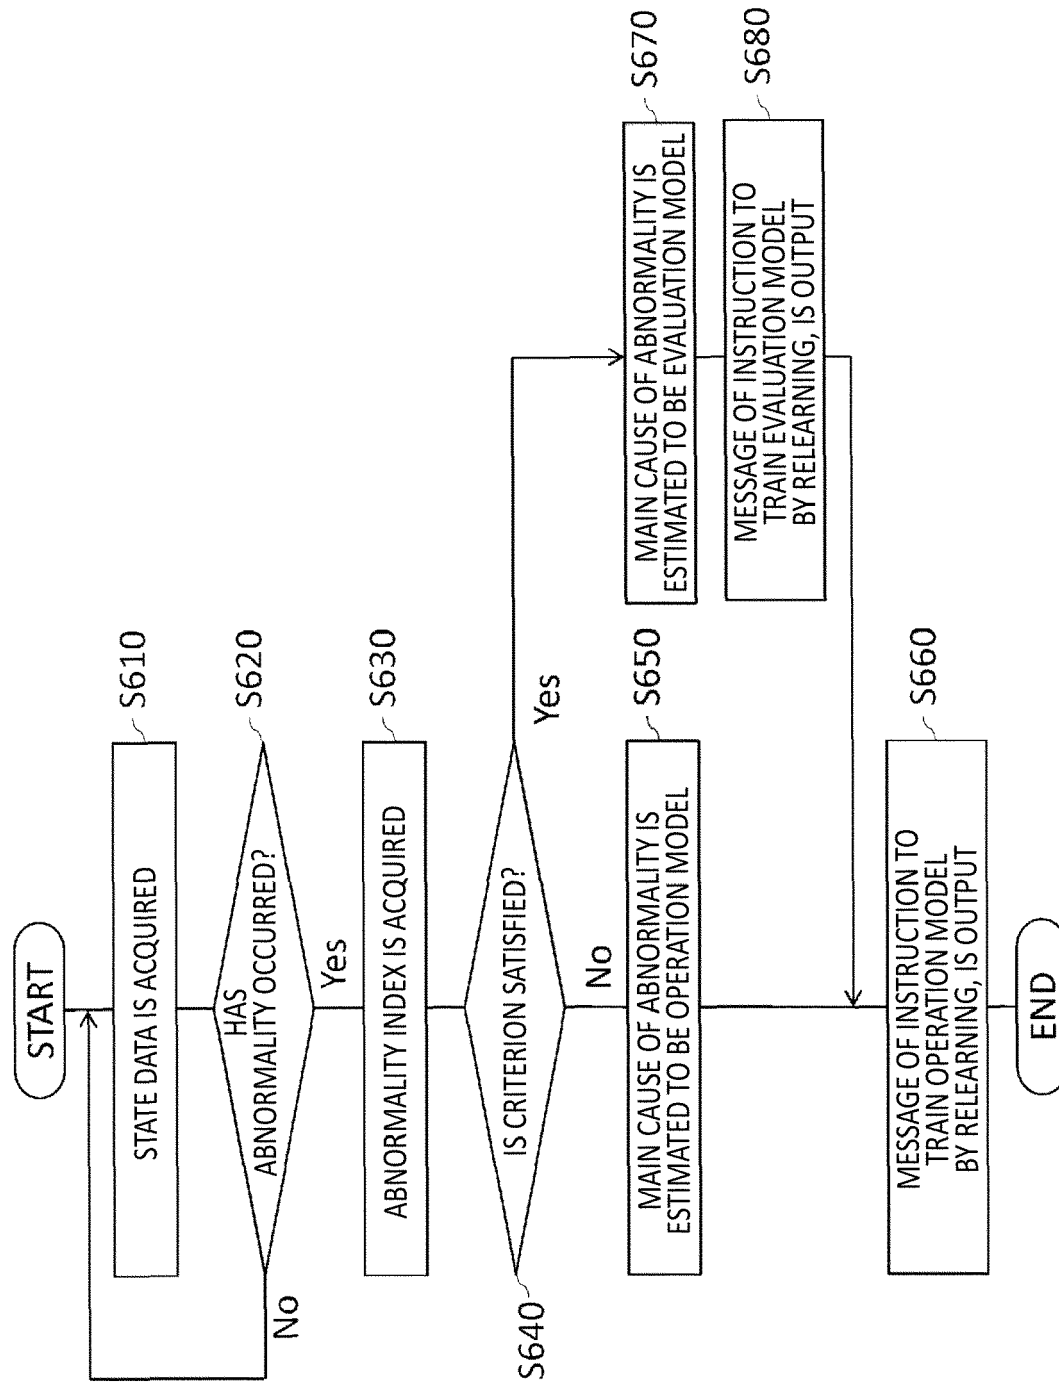 START
STATE DATA IS ACQUIRED
S610
HAS
ABNORMALITY OCCURRED?
S620
No
Yes
ABNORMALITY INDEX IS ACQUIRED
S630
IS CRITERION SATISFIED?
S640
Yes
No
MAIN CAUSE OF ABNORMALITY IS
ESTIMATED TO BE OPERATION MODEL
S650
MAIN CAUSE OF ABNORMALITY IS
ESTIMATED TO BE EVALUATION MODEL
S670
MESSAGE OF INSTRUCTION TO
TRAIN EVALUATION MODEL
BY RELEARNING, IS OUTPUT
S680
MESSAGE OF INSTRUCTION TO
TRAIN OPERATION MODEL
BY RELEARNING, IS OUTPUT
S660
END